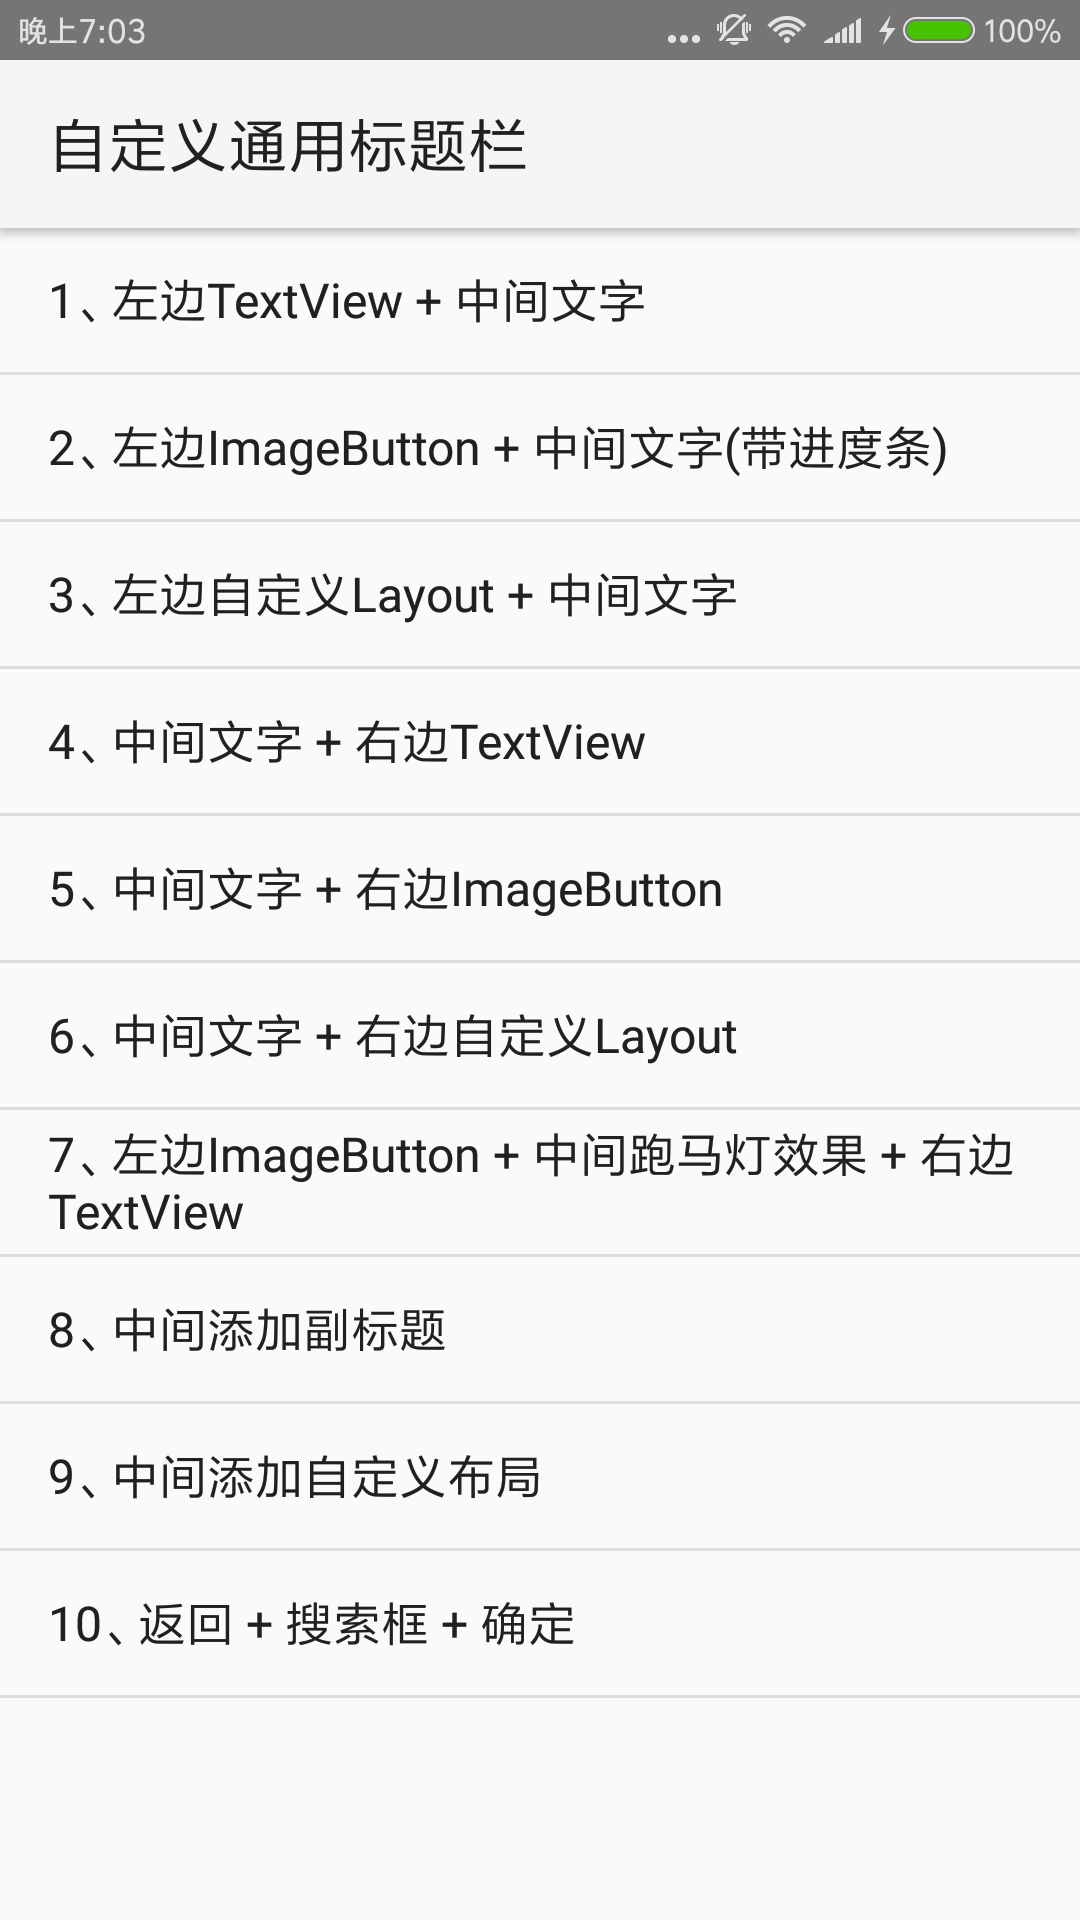 晚上7:03
100%
自定义通用标题栏
1、左边TextView + 中间文字
2、左边ImageButton + 中间文字(带进度条)
3、左边自定义Layout + 中间文字
4、中间文字 + 右边TextView
5、中间文字 + 右边ImageButton
6、中间文字 + 右边自定义Layout
7、左边ImageButton + 中间跑马灯效果 + 右边
TextView
8、中间添加副标题
9、中间添加自定义布局
10、返回 + 搜索框 + 确定